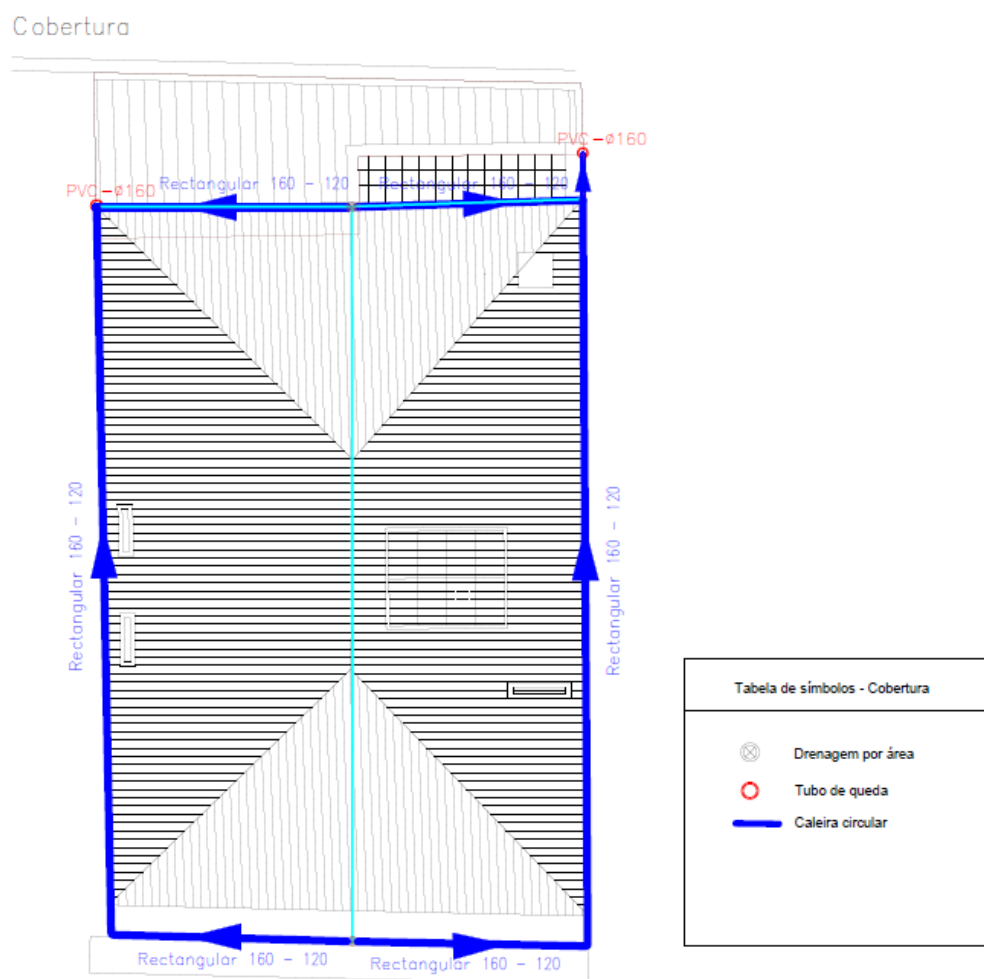 Cobertura
PVC-ø160
PVC-ø160
Rectangular 160 - 120
Rectangular 160 - 120
Rectangular 160 - 120
Rectangular 160 - 120
Rectangular 160 - 120
Rectangular 160 - 120
Tabela de símbolos - Cobertura
Drenagem por área
Tubo de queda
Caleira circular